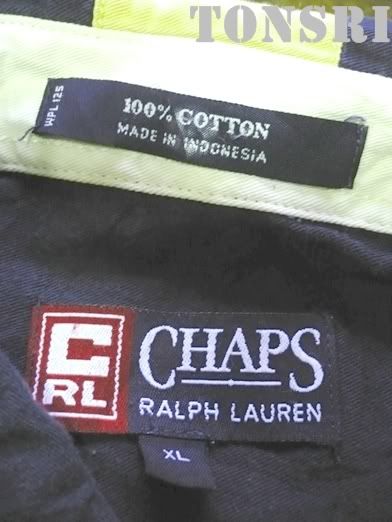 TONSRI
WPL 125
100% COTTON
MADE IN INDONESIA
C
RL
CHAPS
RALPH LAUREN
XL